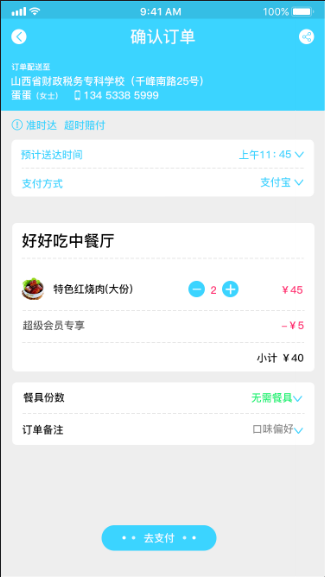 9:41 AM 100%
确认订单
订单配送至
山西省财政税务专科学校（千峰南路25号）
蛋蛋（女士） 134 5338 5999
准时达 超时赔付
预计送达时间 上午11：45
支付方式 支付宝
好好吃中餐厅
特色红烧肉(大份) 2 ￥45
超级会员专享 -￥5
小计 ￥40
餐具份数 无需餐具
订单备注 口味偏好
去支付